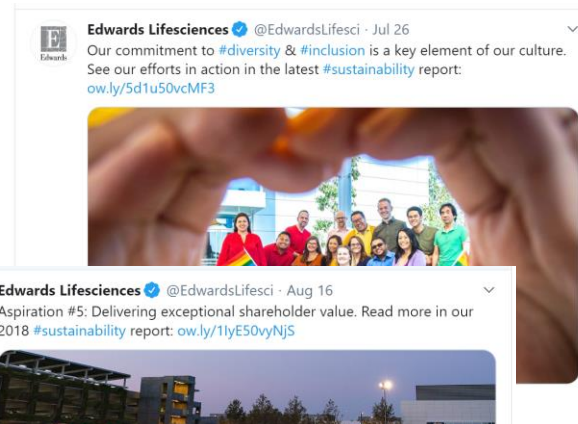 Edwards Lifesciences @EdwardsLifesci · Jul 26
Edwards
Our commitment to #diversity & #inclusion is a key element of our culture.
See our efforts in action in the latest #sustainability report:
ow.ly/5d1u50vcMF3
Edwards Lifesciences @EdwardsLifesci · Aug 16
Aspiration #5: Delivering exceptional shareholder value. Read more in our
2018 #sustainability report: ow.ly/1IyE50vyNjS